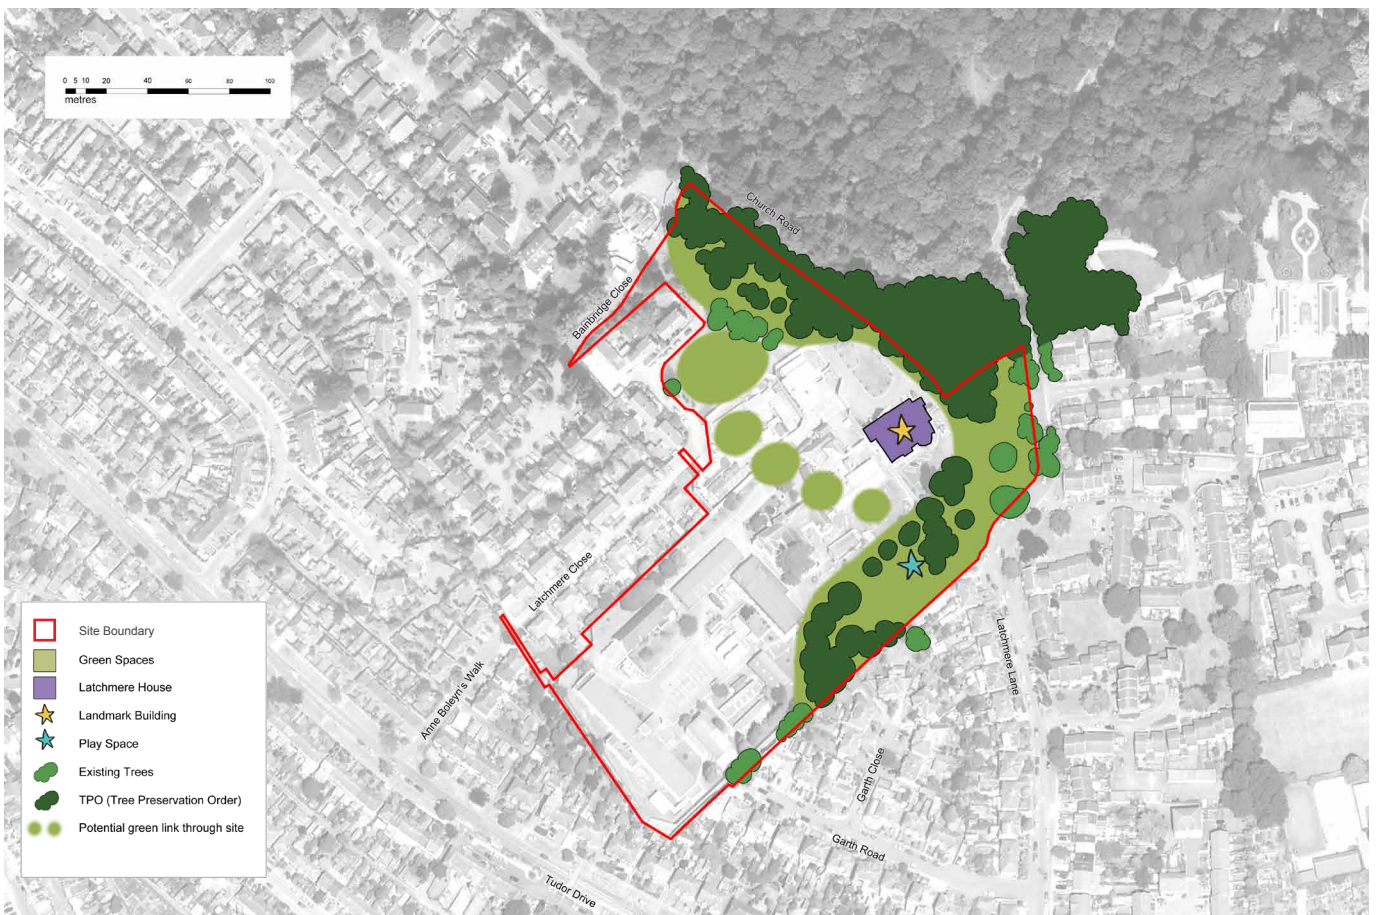 0 5 10 20 40 60 80 100
metres
Church Road
Bainbridge Close
Latchmere Close
Anne Boleyn's Walk
Latchmere Lane
Garth Close
Garth Road
Tudor Drive
Site Boundary
Green Spaces
Latchmere House
Landmark Building
Play Space
Existing Trees
TPO (Tree Preservation Order)
Potential green link through site